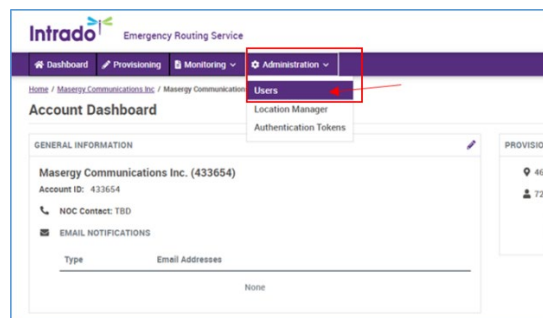 Intrado
Emergency Routing Service
Dashboard Provisioning Monitoring Administration
Home / Masergy Communications Inc / Masergy Communication
Users
Location Manager
Authentication Tokens
Account Dashboard
GENERAL INFORMATION
PROVISIO
Masergy Communications Inc. (433654)
Account ID: 433654
NOC Contact: TBD
EMAIL NOTIFICATIONS
Type Email Addresses
None
46
72